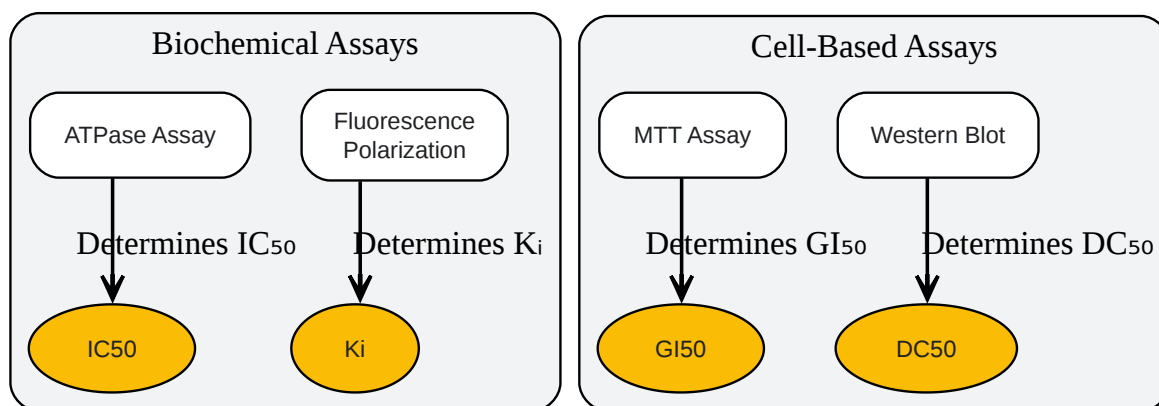 Biochemical Assays
ATPase Assay
Fluorescence
Polarization
Determines IC₅₀
Determines Kᵢ
IC50
Ki
Cell-Based Assays
MTT Assay
Western Blot
Determines GI₅₀
Determines DC₅₀
GI50
DC50